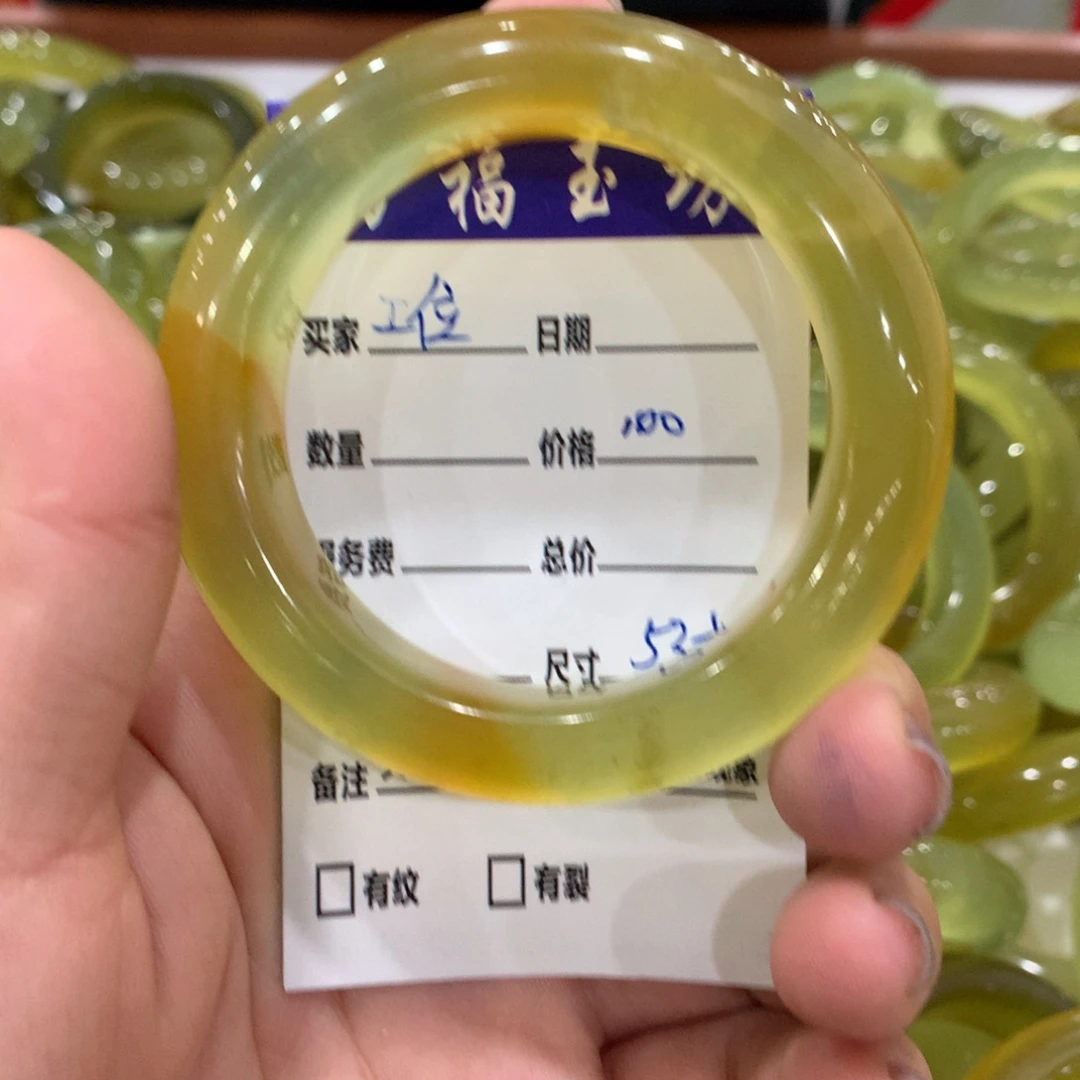 福玉坊
买家 工位 日期
数量 价格 100
服务费 总价
尺寸 52-
备注
有纹 有裂